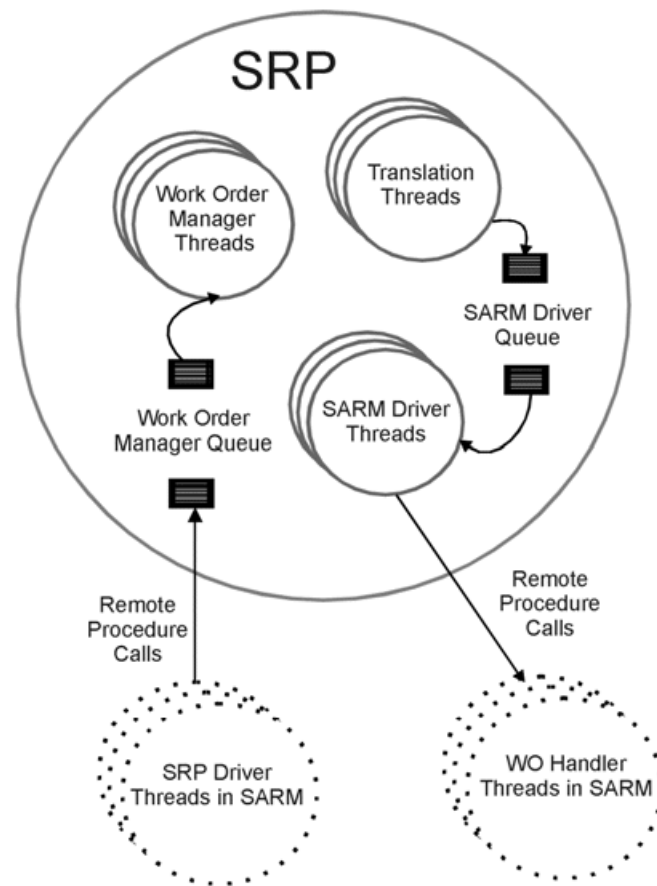 SRP
Work Order
Manager
Threads
Translation
Threads
SARM Driver
Queue
SARM Driver
Threads
Work Order
Manager Queue
Remote
Procedure
Calls
Remote
Procedure
Calls
SRP Driver
Threads in SARM
WO Handler
Threads in SARM